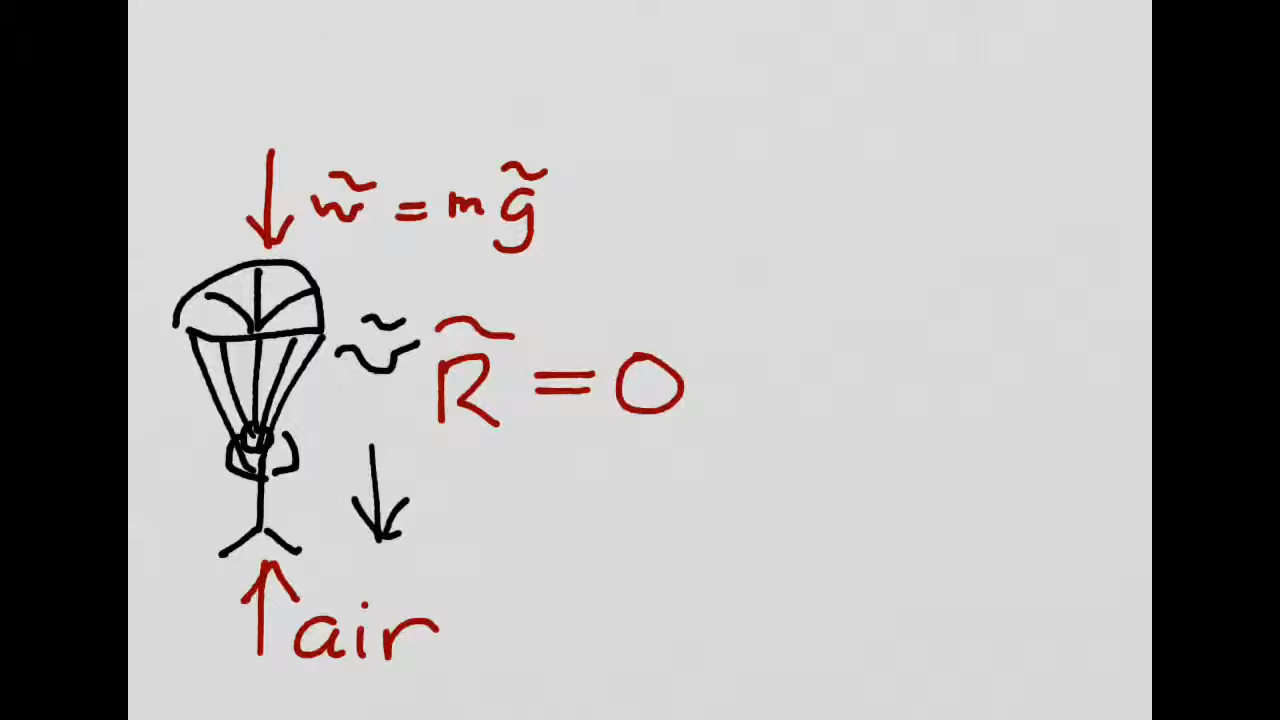 w̃ = mg̃
ṽ R̃ = 0
air